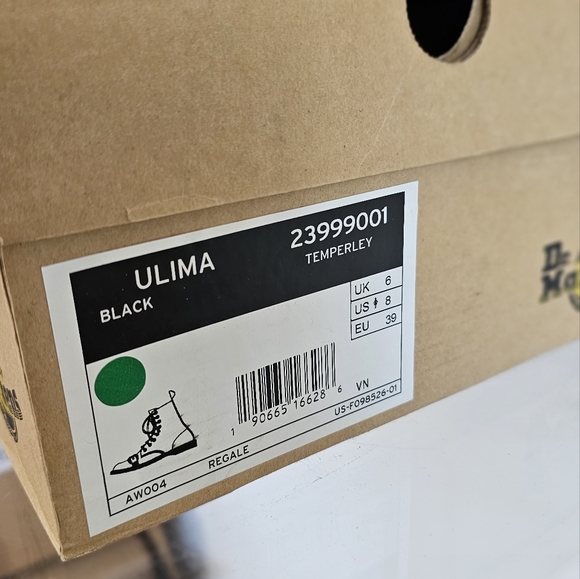 ULIMA 23999001
BLACK TEMPERLEY
UK 6
US 8
EU 39
1 90665 16628 6 VN
US-F098526-01
AW004 REGALE